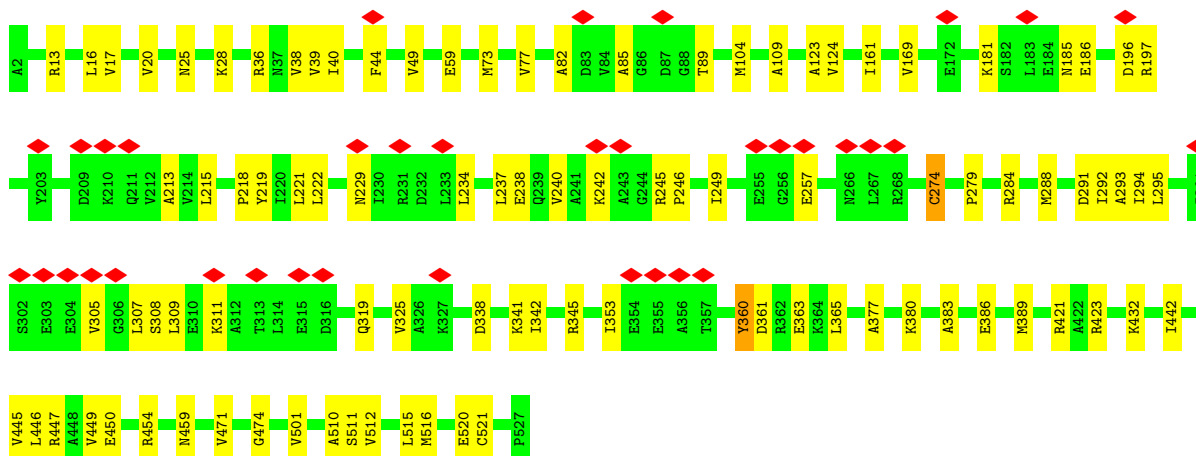 A2 R13 L16 V17 V20 N25 K28 R36 N37 V38 V39 I40 F44 V49 E59 M73 V77 A82 D83 V84 A85 G86 D87 G88 T89 M104 A109 A123 V124 I161 V169 E172 K181 S182 L183 E184 N185 E186 D196 R197
Y203 D209 K210 Q211 V212 A213 V214 L215 P218 Y219 I220 L221 L222 N229 I230 R231 D232 L233 L234 L237 E238 Q239 V240 A241 K242 A243 G244 R245 P246 I249 E255 G256 E257 N266 L267 R268 C274 P279 R284 M288 D291 I292 A293 I294 L295
S302 E303 E304 V305 G306 L307 S308 L309 E310 K311 A312 T313 L314 E315 D316 Q319 V325 A326 K327 D338 K341 I342 R345 I353 E354 E355 A356 T357 Y360 D361 R362 E363 K364 L365 A377 K380 A383 E386 M389 R421 A422 R423 K432 I442
V445 L446 R447 A448 V449 E450 R454 N459 V471 G474 V501 A510 S511 V512 L515 M516 E520 C521 P527